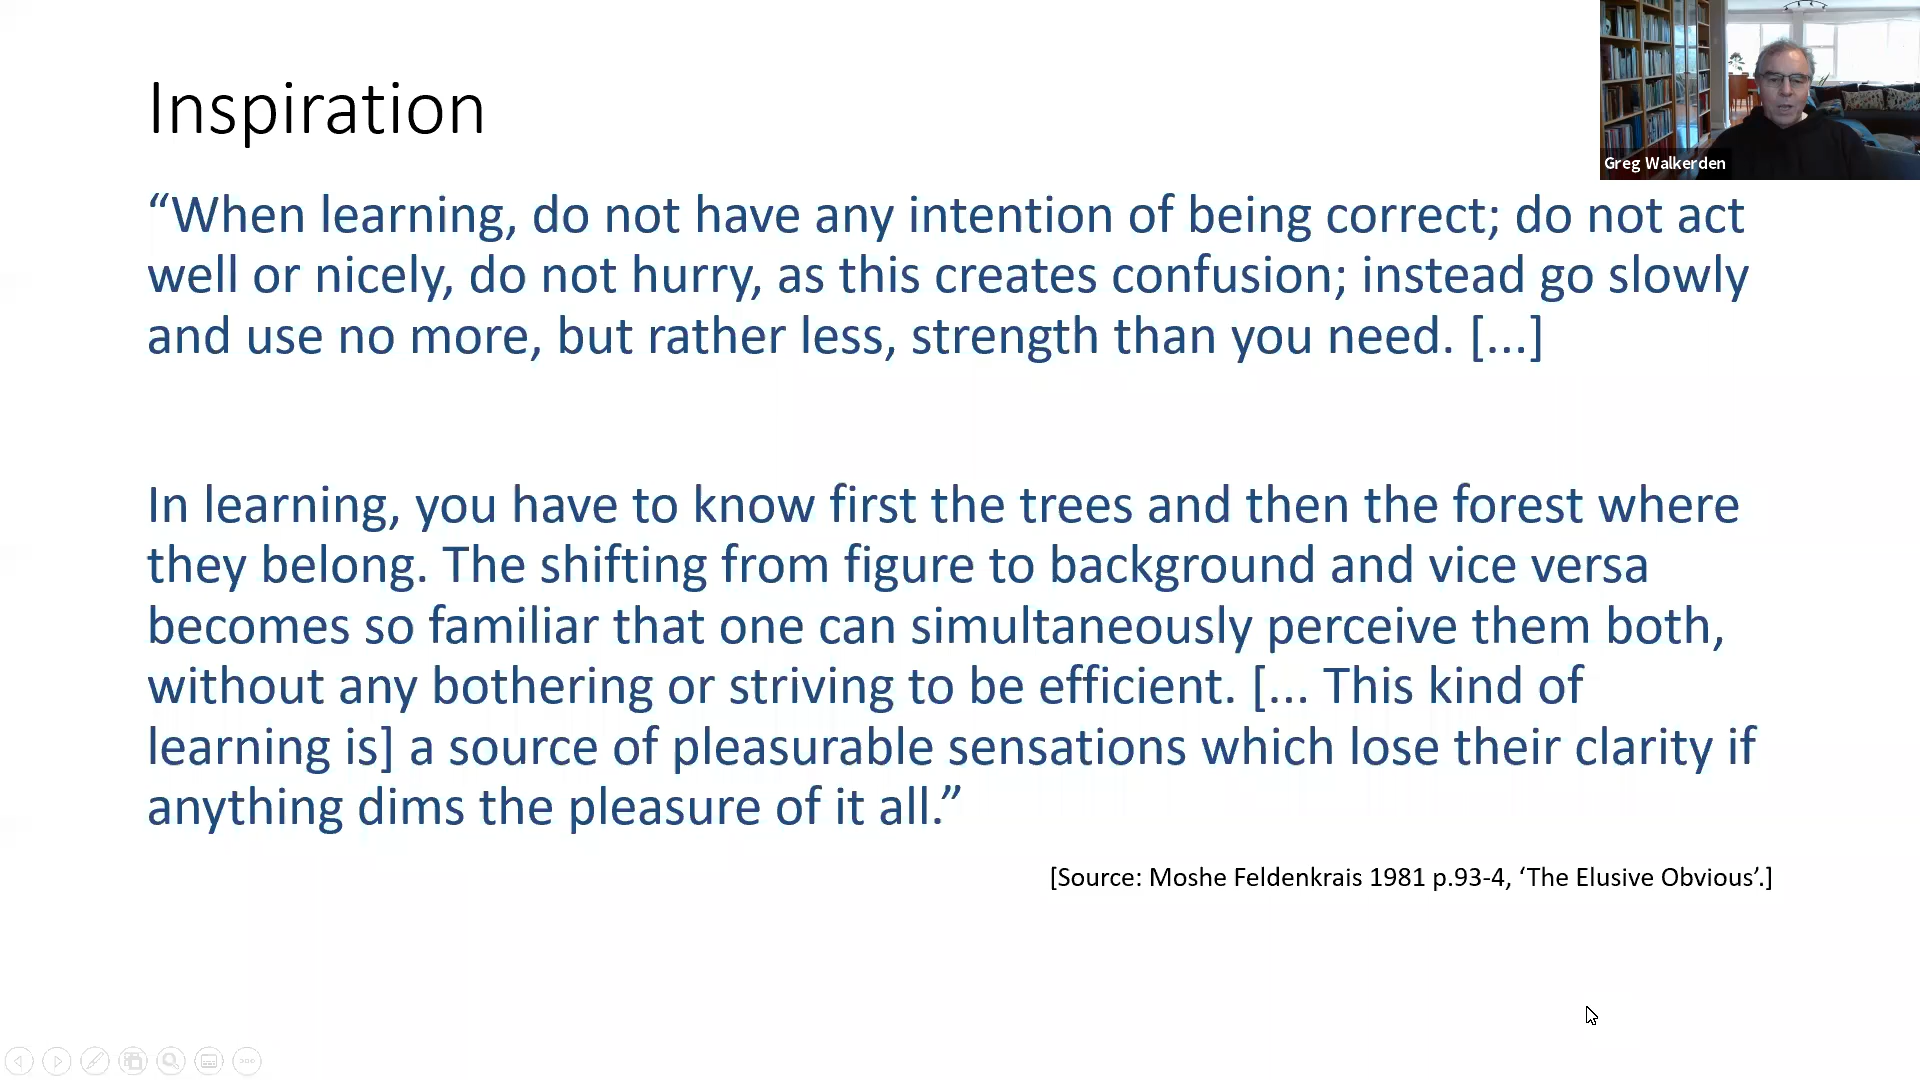 Inspiration
Greg Walkerden
“When learning, do not have any intention of being correct; do not act
well or nicely, do not hurry, as this creates confusion; instead go slowly
and use no more, but rather less, strength than you need. [...]
In learning, you have to know first the trees and then the forest where
they belong. The shifting from figure to background and vice versa
becomes so familiar that one can simultaneously perceive them both,
without any bothering or striving to be efficient. [... This kind of
learning is] a source of pleasurable sensations which lose their clarity if
anything dims the pleasure of it all.”
[Source: Moshe Feldenkrais 1981 p.93-4, ‘The Elusive Obvious’.]